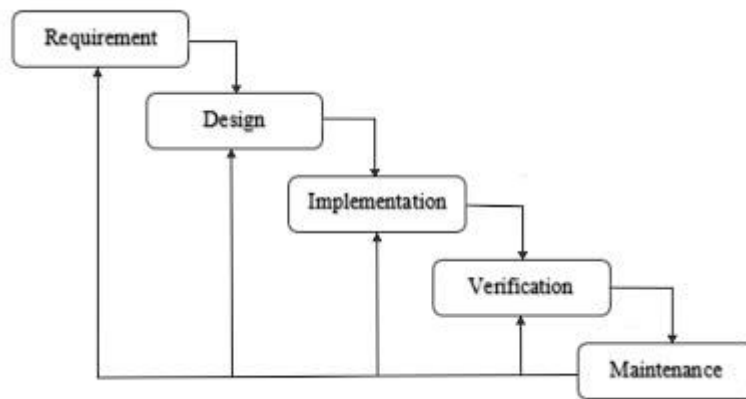 Requirement
Design
Implementation
Verification
Maintenance